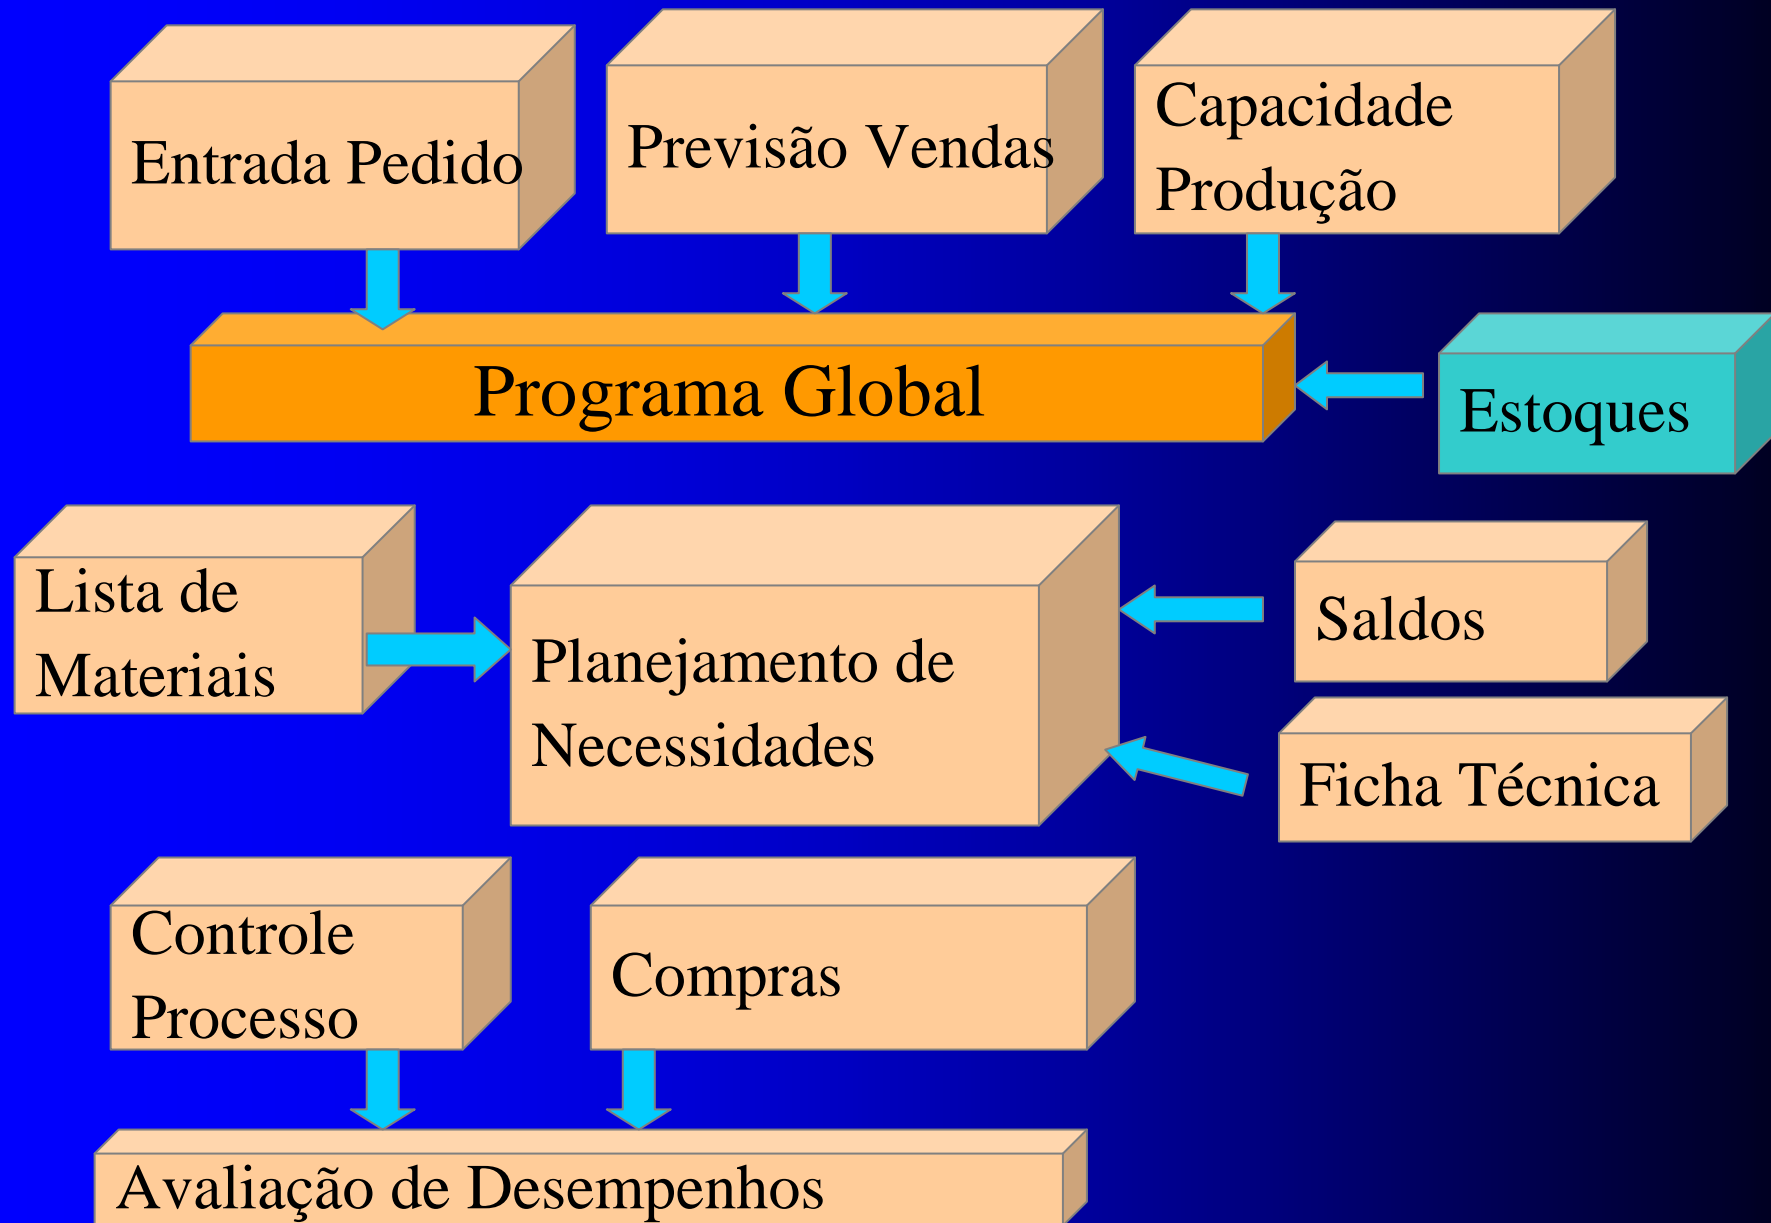 Entrada Pedido
Previsão Vendas
Capacidade
Produção
Programa Global
Estoques
Lista de
Materiais
Planejamento de
Necessidades
Saldos
Ficha Técnica
Controle
Processo
Compras
Avaliação de Desempenhos